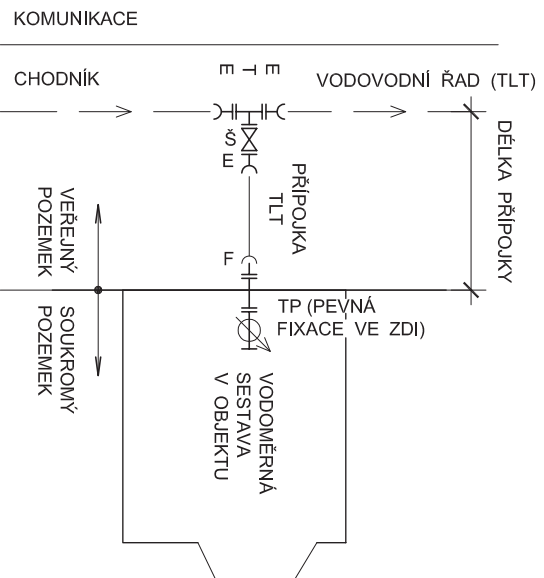 KOMUNIKACE
CHODNÍK
E T E
VODOVODNÍ ŘAD (TLT)
Š
E
PŘÍPOJKA
TLT
DÉLKA PŘÍPOJKY
VEŘEJNÝ
POZEMEK
F
SOUKROMÝ
POZEMEK
TP (PEVNÁ
FIXACE VE ZDI)
VODOMĚRNÁ
SESTAVA
V OBJEKTU